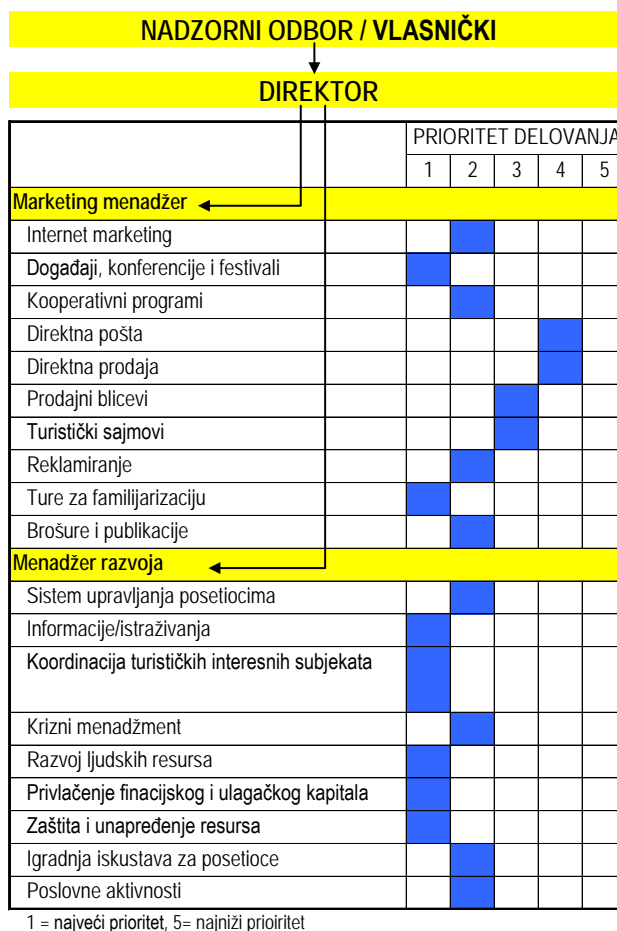 NADZORNI ODBOR / VLASNIČKI
DIREKTOR
PRIORITET DELOVANJA
1 2 3 4 5
Marketing menadžer
Internet marketing
Događaji, konferencije i festivali
Kooperativni programi
Direktna pošta
Direktna prodaja
Prodajni blicevi
Turistički sajmovi
Reklamiranje
Ture za familijarizaciju
Brošure i publikacije
Menadžer razvoja
Sistem upravljanja posetiocima
Informacije/istraživanja
Koordinacija turističkih interesnih subjekata
Krizni menadžment
Razvoj ljudskih resursa
Privlačenje finacijskog i ulagačkog kapitala
Zaštita i unapređenje resursa
Igradnja iskustava za posetioce
Poslovne aktivnosti
1 = najveći prioritet, 5= najniži prioiritet